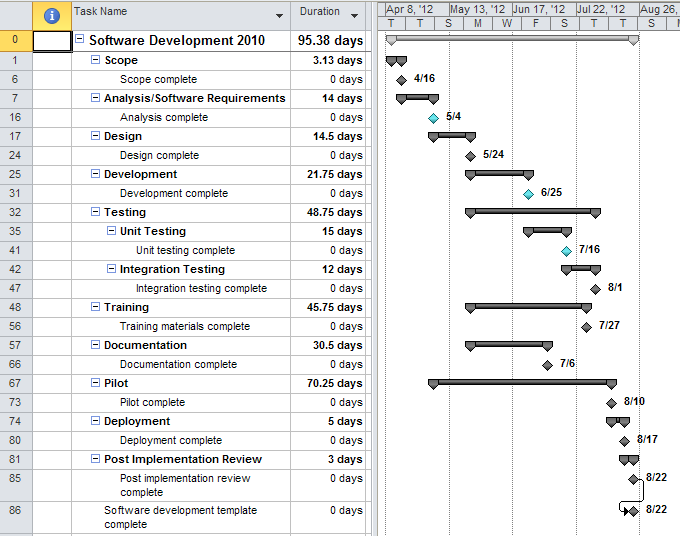 Task Name Duration Apr 8, '12 May 13, '12 Jun 17, '12 Jul 22, '12 Aug 26,
T T S M W F S T T S
0 Software Development 2010 95.38 days
1 Scope 3.13 days
6 Scope complete 0 days 4/16
7 Analysis/Software Requirements 14 days
16 Analysis complete 0 days 5/4
17 Design 14.5 days
24 Design complete 0 days 5/24
25 Development 21.75 days
31 Development complete 0 days 6/25
32 Testing 48.75 days
35 Unit Testing 15 days
41 Unit testing complete 0 days 7/16
42 Integration Testing 12 days
47 Integration testing complete 0 days 8/1
48 Training 45.75 days
56 Training materials complete 0 days 7/27
57 Documentation 30.5 days
66 Documentation complete 0 days 7/6
67 Pilot 70.25 days
73 Pilot complete 0 days 8/10
74 Deployment 5 days
80 Deployment complete 0 days 8/17
81 Post Implementation Review 3 days
85 Post implementation review 0 days 8/22
complete
86 Software development template 0 days 8/22
complete